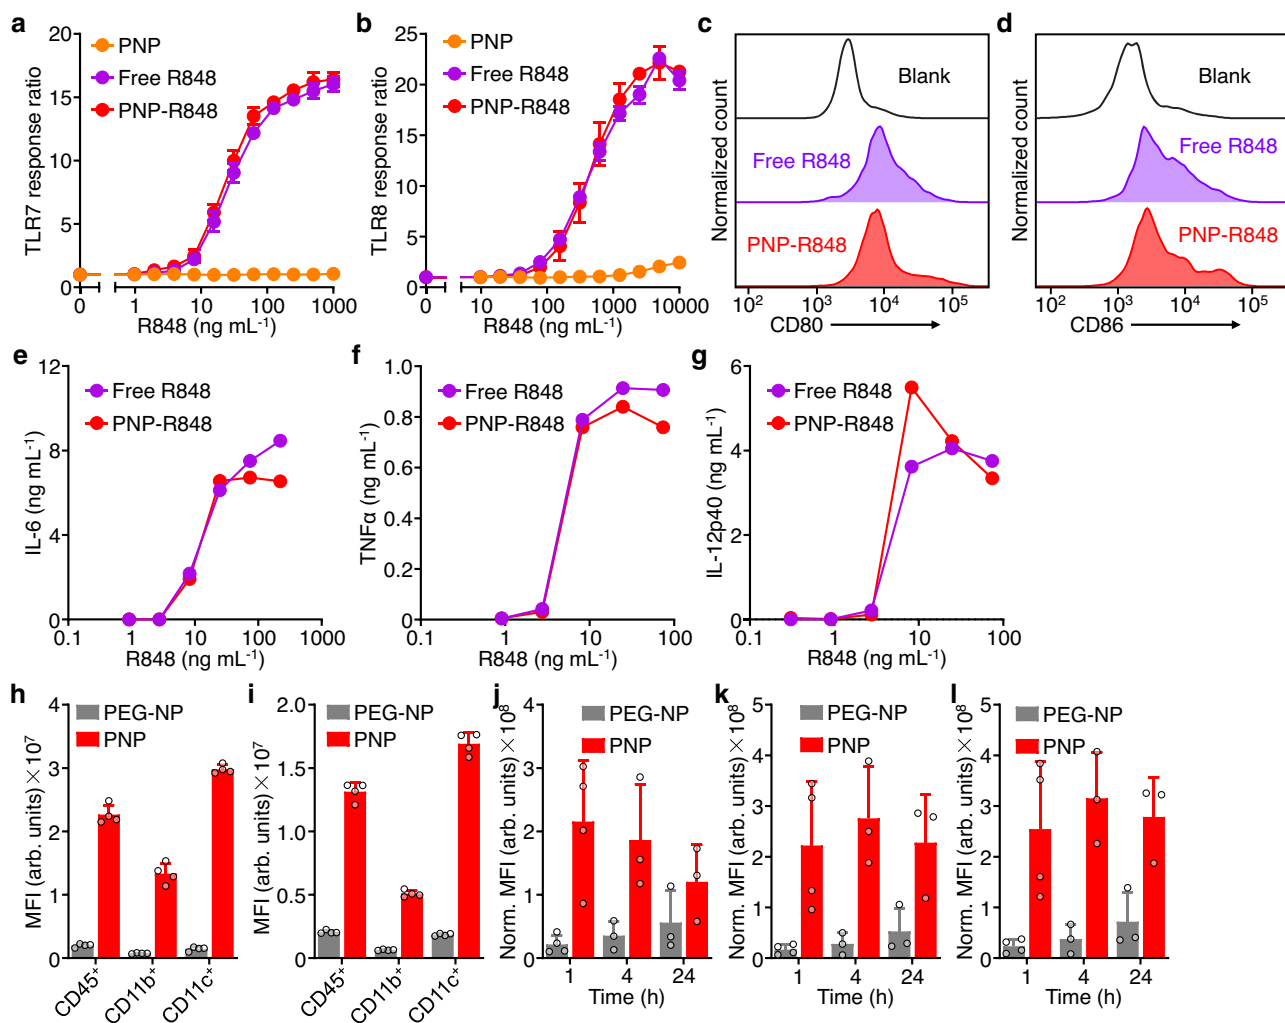 a
20
15
10
5
0
TLR7 response ratio
PNP
Free R848
PNP-R848
0 1 10 100 1000
R848 (ng mL⁻¹)
b
25
20
15
10
5
0
TLR8 response ratio
PNP
Free R848
PNP-R848
0 10 100 1000 10000
R848 (ng mL⁻¹)
c
Normalized count
Blank
Free R848
PNP-R848
10² 10³ 10⁴ 10⁵
CD80
d
Normalized count
Blank
Free R848
PNP-R848
10² 10³ 10⁴ 10⁵
CD86
e
12
8
4
0
IL-6 (ng mL⁻¹)
Free R848
PNP-R848
0.1 1 10 100 1000
R848 (ng mL⁻¹)
f
1.0
0.8
0.6
0.4
0.2
0
TNFα (ng mL⁻¹)
Free R848
PNP-R848
0.1 1 10 100
R848 (ng mL⁻¹)
g
6
4
2
0
IL-12p40 (ng mL⁻¹)
Free R848
PNP-R848
0.1 1 10 100
R848 (ng mL⁻¹)
h
4
3
2
1
0
MFI (arb. units) × 10⁷
PEG-NP
PNP
CD45⁺ CD11b⁺ CD11c⁺
i
2.0
1.5
1.0
0.5
0
MFI (arb. units) × 10⁷
PEG-NP
PNP
CD45⁺ CD11b⁺ CD11c⁺
j
4
3
2
1
0
Norm. MFI (arb. units) × 10⁸
PEG-NP
PNP
1 4 24
Time (h)
k
5
4
3
2
1
0
Norm. MFI (arb. units) × 10⁸
PEG-NP
PNP
1 4 24
Time (h)
l
5
4
3
2
1
0
Norm. MFI (arb. units) × 10⁸
PEG-NP
PNP
1 4 24
Time (h)